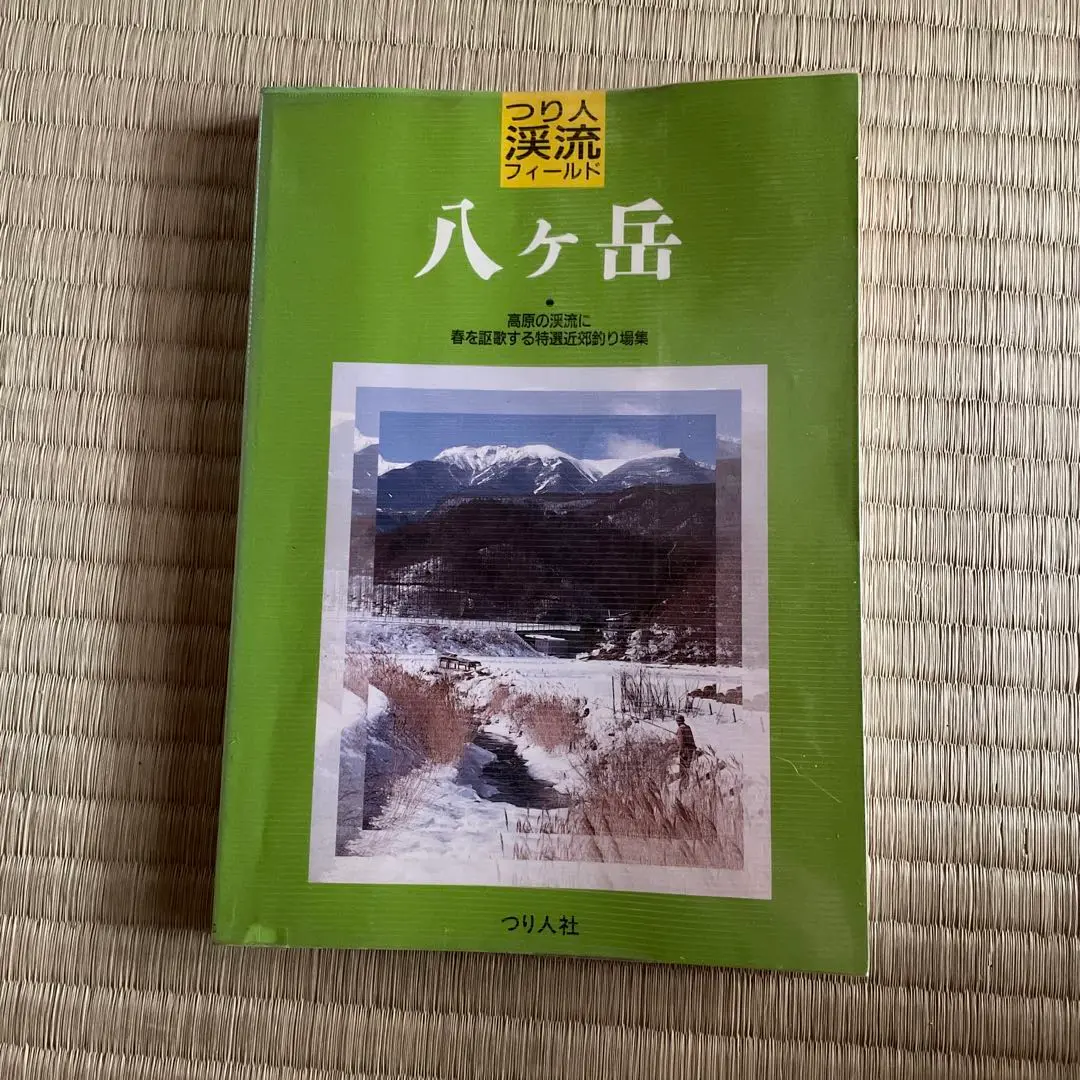 つり人
渓流
フィールド
八ヶ岳
高原の渓流に
春を謳歌する特選近郊釣り場集
つり人社